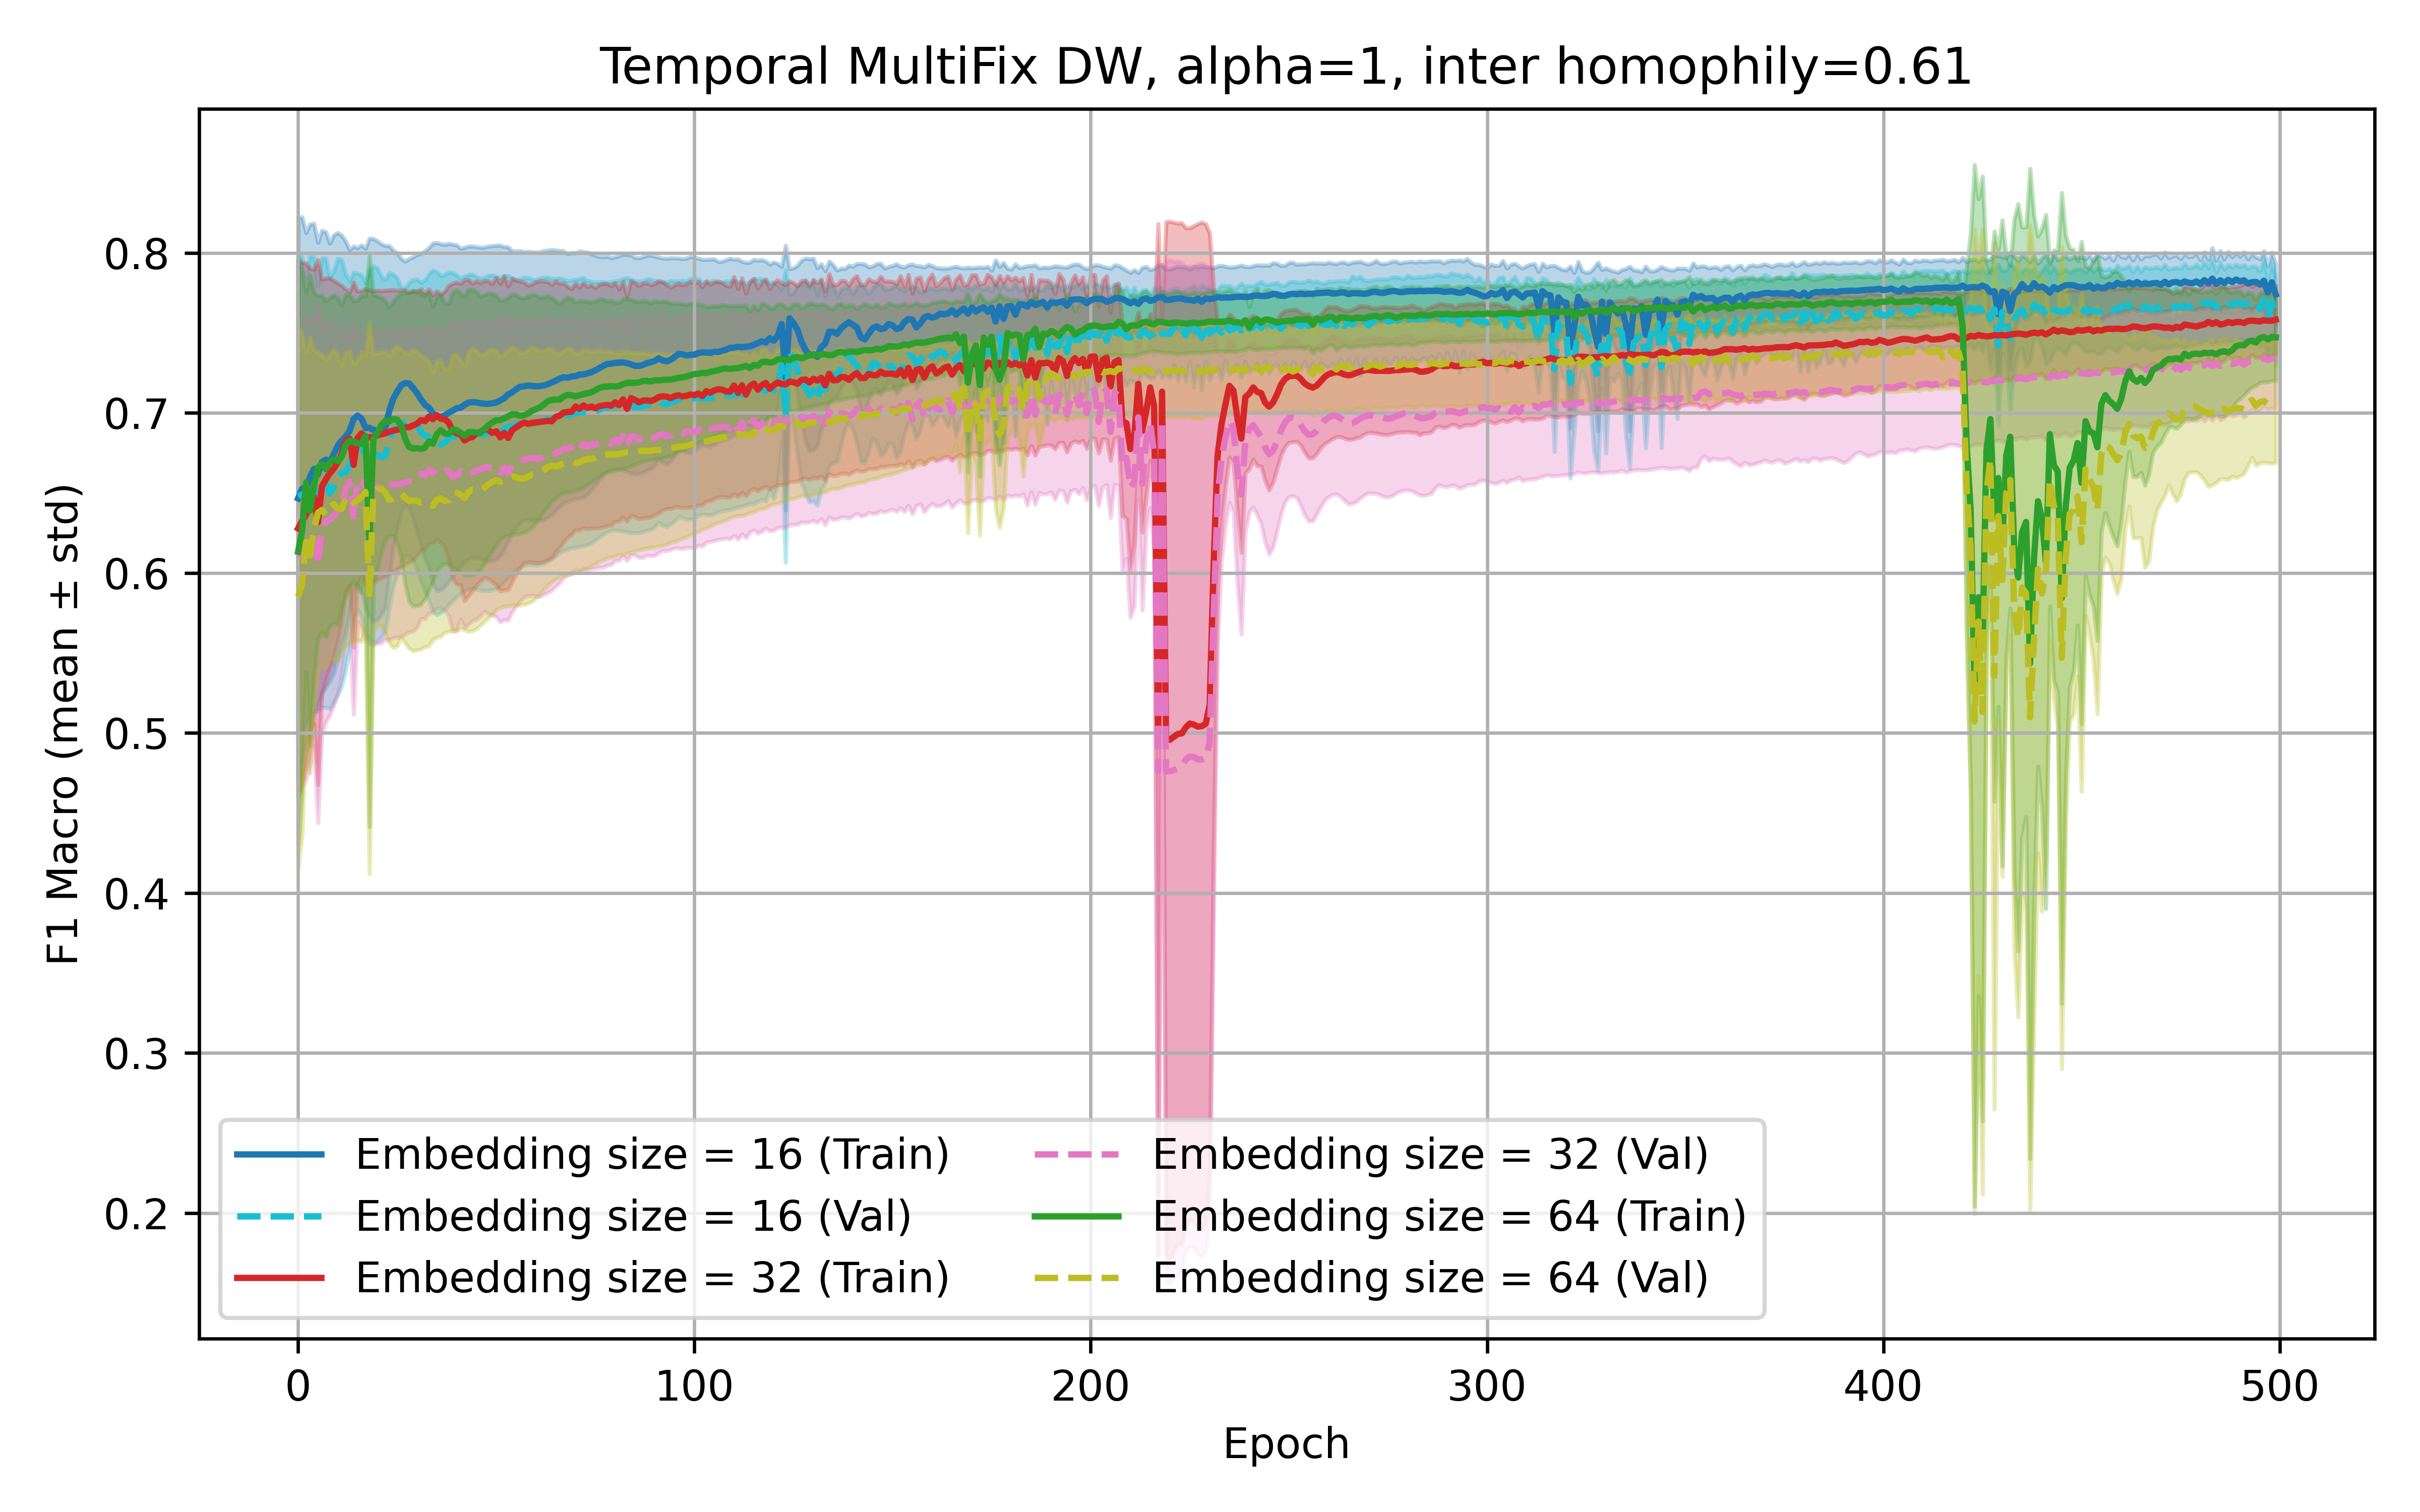 Temporal MultiFix DW, alpha=1, inter homophily=0.61
F1 Macro (mean ± std)
0.8
0.7
0.6
0.5
0.4
0.3
0.2
Embedding size = 16 (Train)
Embedding size = 16 (Val)
Embedding size = 32 (Train)
Embedding size = 32 (Val)
Embedding size = 64 (Train)
Embedding size = 64 (Val)
0 100 200 300 400 500
Epoch